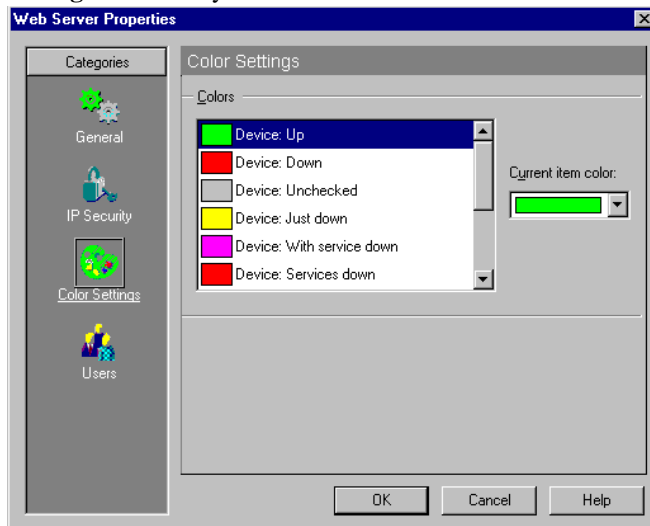 Web Server Properties
Categories
General
IP Security
Color Settings
Users
Color Settings
Colors
Device: Up
Device: Down
Device: Unchecked
Device: Just down
Device: With service down
Device: Services down
Current item color:
OK
Cancel
Help